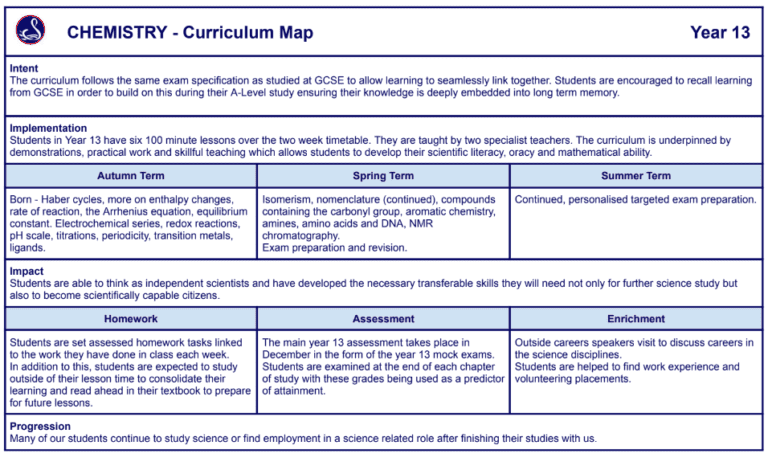 CHEMISTRY - Curriculum Map
Year 13
Intent
The curriculum follows the same exam specification as studied at GCSE to allow learning to seamlessly link together. Students are encouraged to recall learning
from GCSE in order to build on this during their A-Level study ensuring their knowledge is deeply embedded into long term memory.
Implementation
Students in Year 13 have six 100 minute lessons over the two week timetable. They are taught by two specialist teachers. The curriculum is underpinned by
demonstrations, practical work and skillful teaching which allows students to develop their scientific literacy, oracy and mathematical ability.
Autumn Term
Born - Haber cycles, more on enthalpy changes,
rate of reaction, the Arrhenius equation, equilibrium
constant. Electrochemical series, redox reactions,
pH scale, titrations, periodicity, transition metals,
ligands.
Spring Term
Isomerism, nomenclature (continued), compounds
containing the carbonyl group, aromatic chemistry,
amines, amino acids and DNA, NMR
chromatography.
Exam preparation and revision.
Summer Term
Continued, personalised targeted exam preparation.
Impact
Students are able to think as independent scientists and have developed the necessary transferable skills they will need not only for further science study but
also to become scientifically capable citizens.
Homework
Students are set assessed homework tasks linked
to the work they have done in class each week.
In addition to this, students are expected to study
outside of their lesson time to consolidate their
learning and read ahead in their textbook to prepare
for future lessons.
Assessment
The main year 13 assessment takes place in
December in the form of the year 13 mock exams.
Students are examined at the end of each chapter
of study with these grades being used as a predictor
of attainment.
Enrichment
Outside careers speakers visit to discuss careers in
the science disciplines.
Students are helped to find work experience and
volunteering placements.
Progression
Many of our students continue to study science or find employment in a science related role after finishing their studies with us.